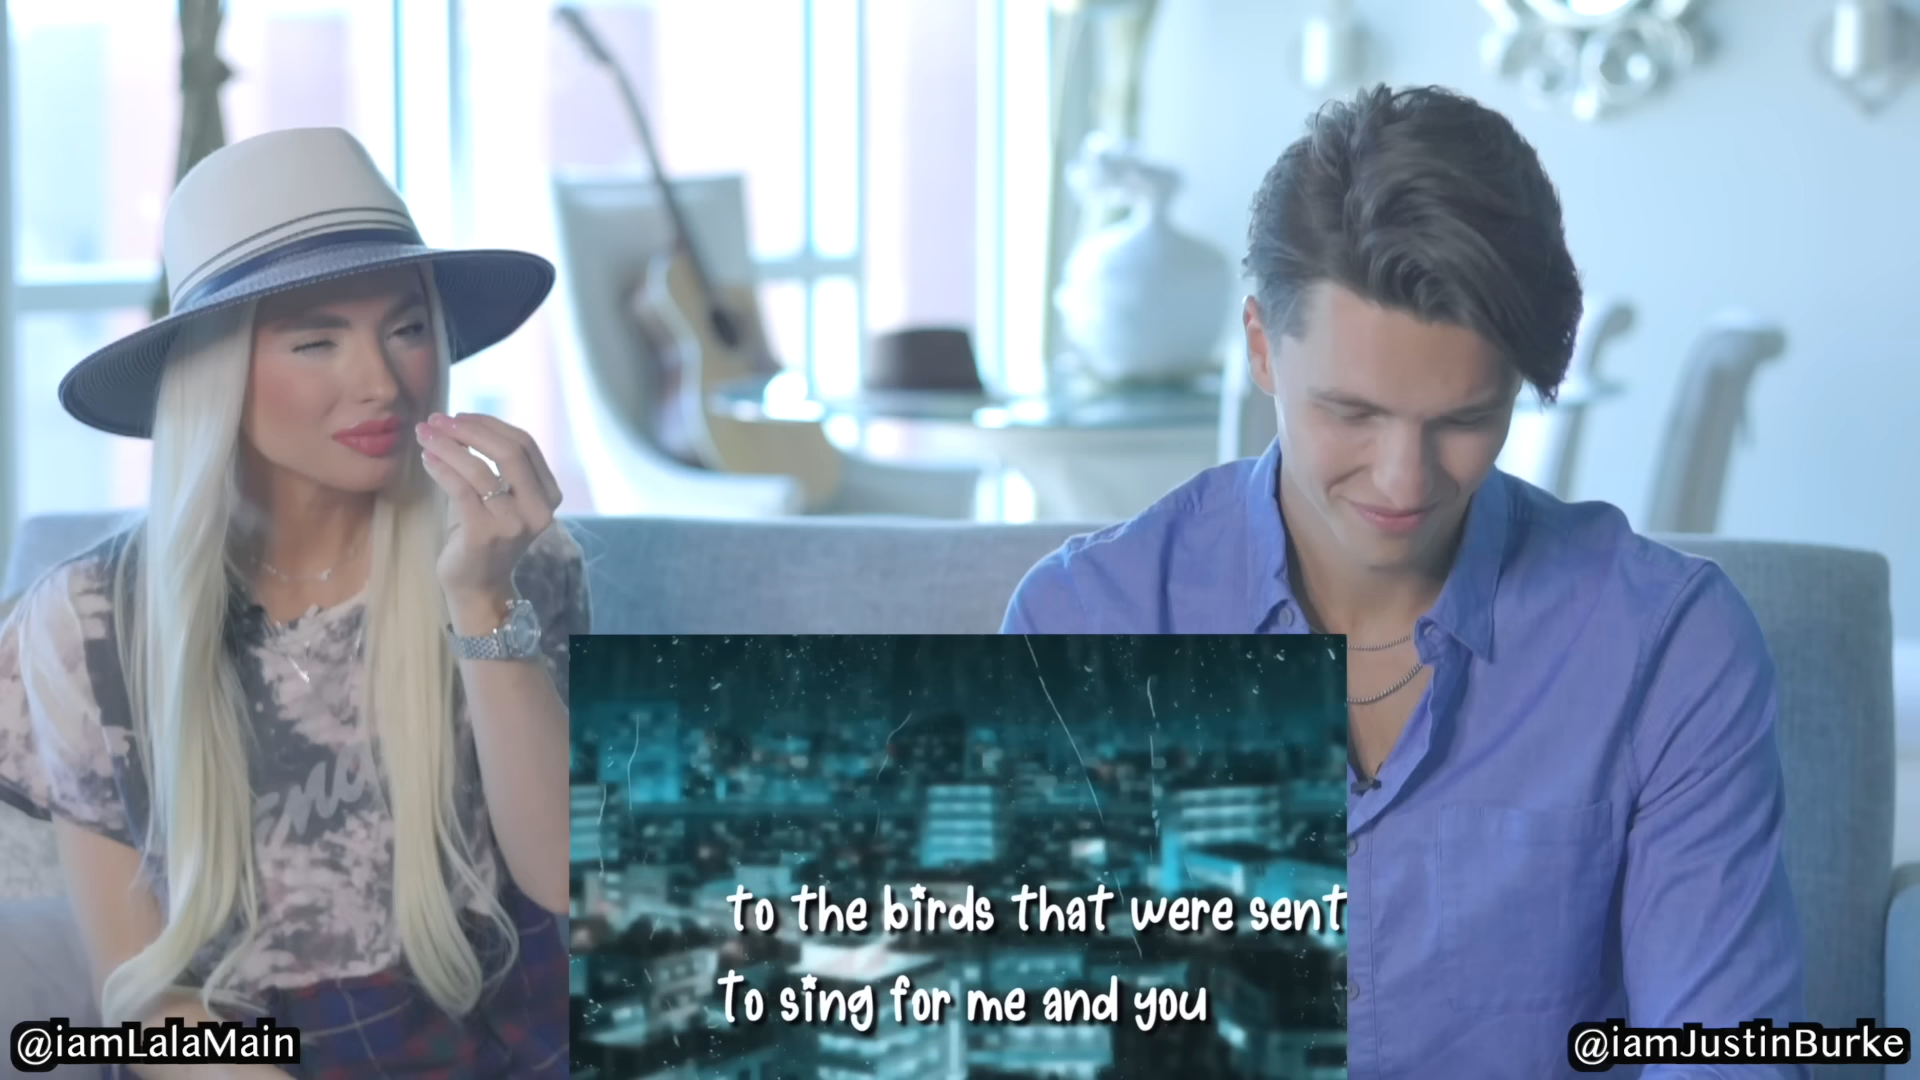 to the birds that were sent
To sing for me and you
@iamLalaMain
@iamJustinBurke